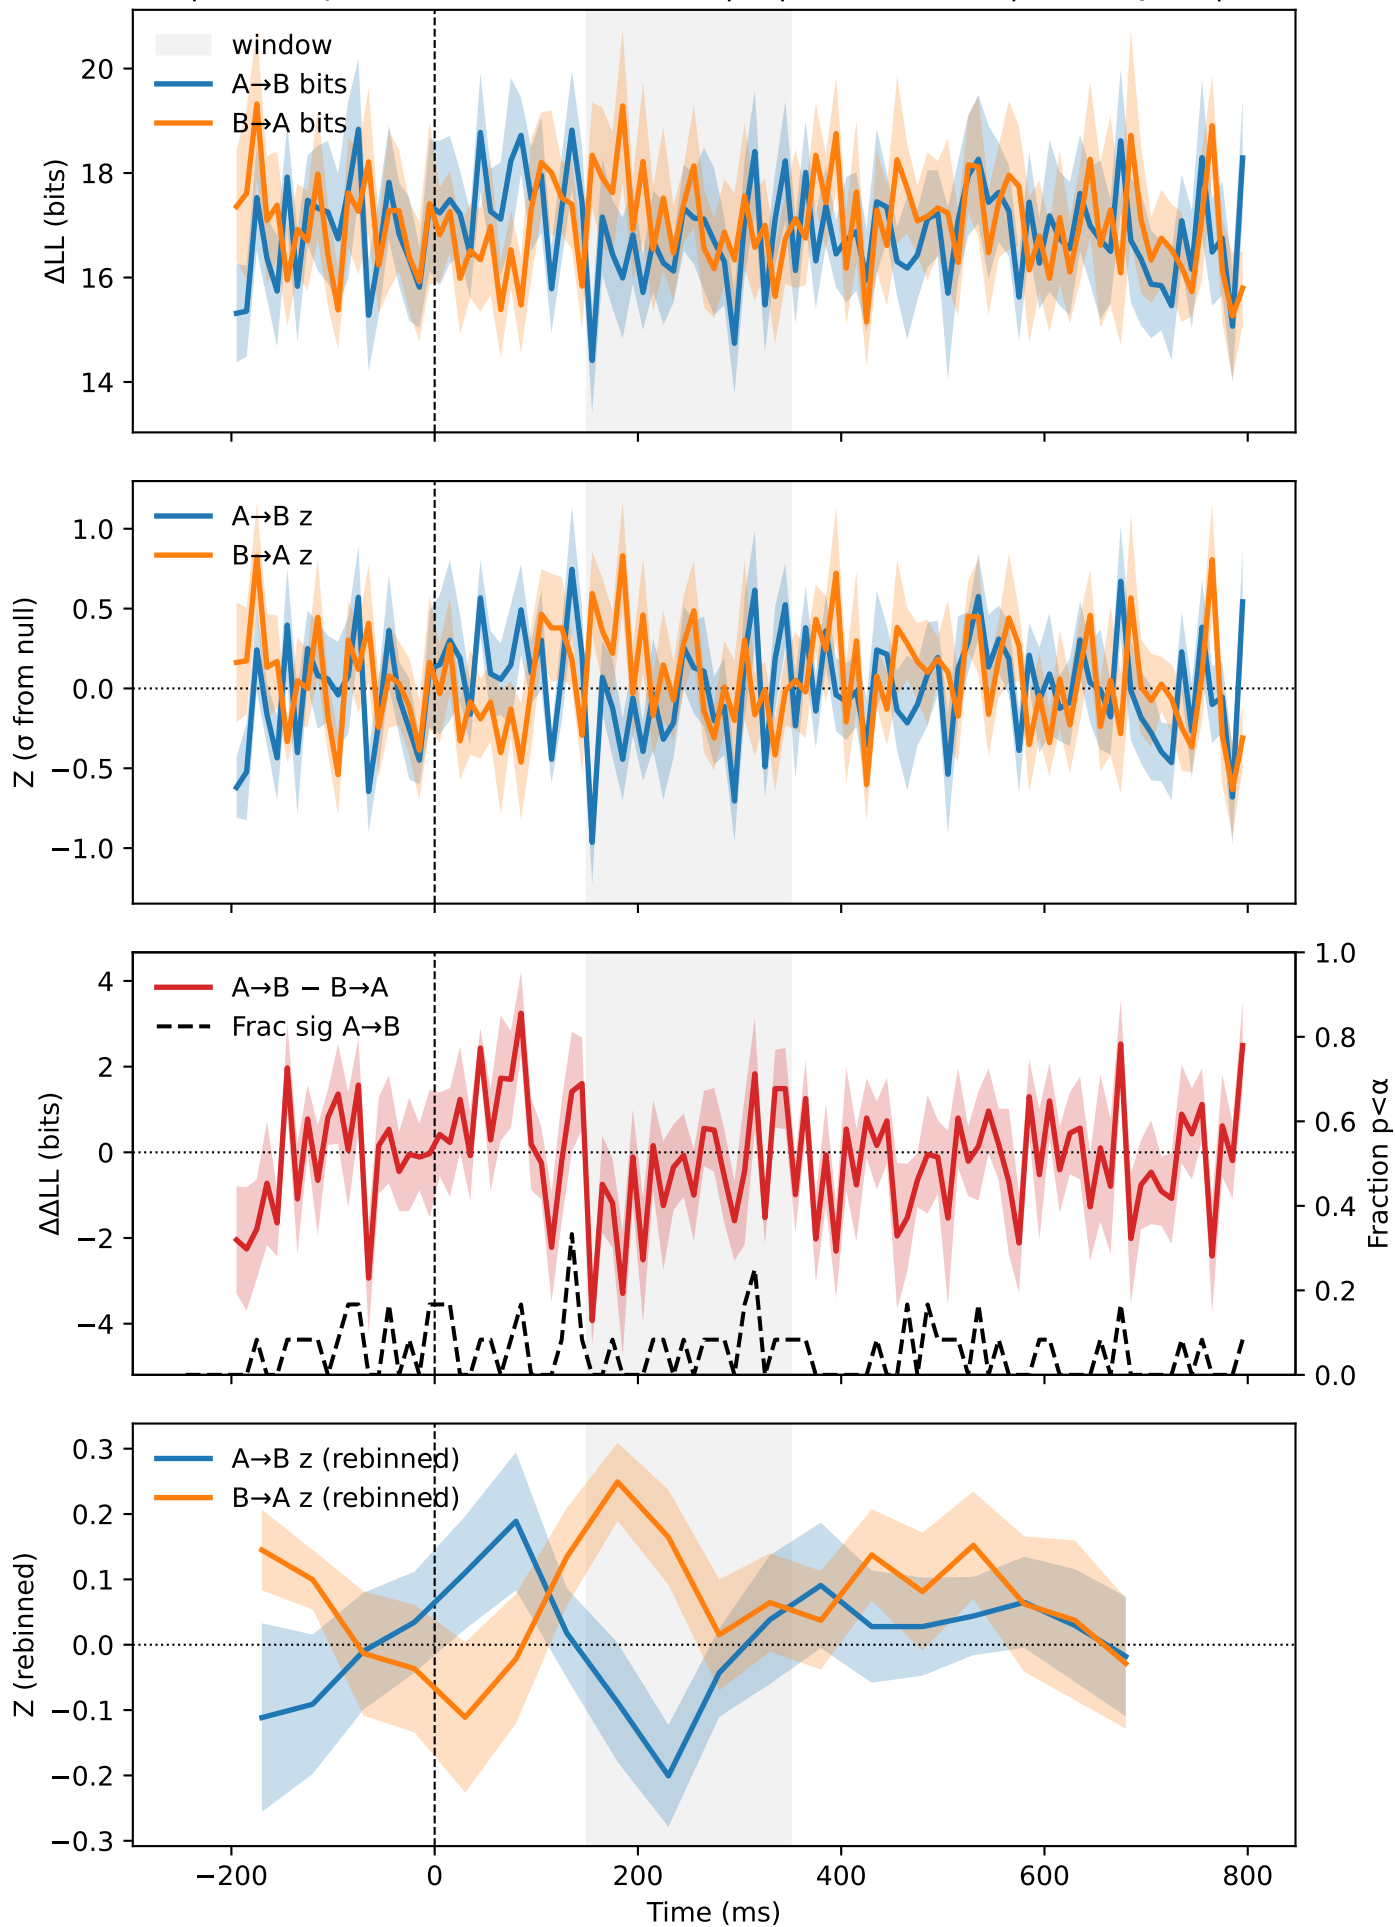 window
A→B bits
B→A bits
20
18
16
14
ΔLL (bits)
A→B z
B→A z
1.0
0.5
0.0
−0.5
−1.0
Z (σ from null)
A→B − B→A
Frac sig A→B
4
2
0
−2
−4
ΔΔLL (bits)
1.0
0.8
0.6
0.4
0.2
0.0
Fraction p<α
A→B z (rebinned)
B→A z (rebinned)
0.3
0.2
0.1
0.0
−0.1
−0.2
−0.3
Z (rebinned)
−200 0 200 400 600 800
Time (ms)